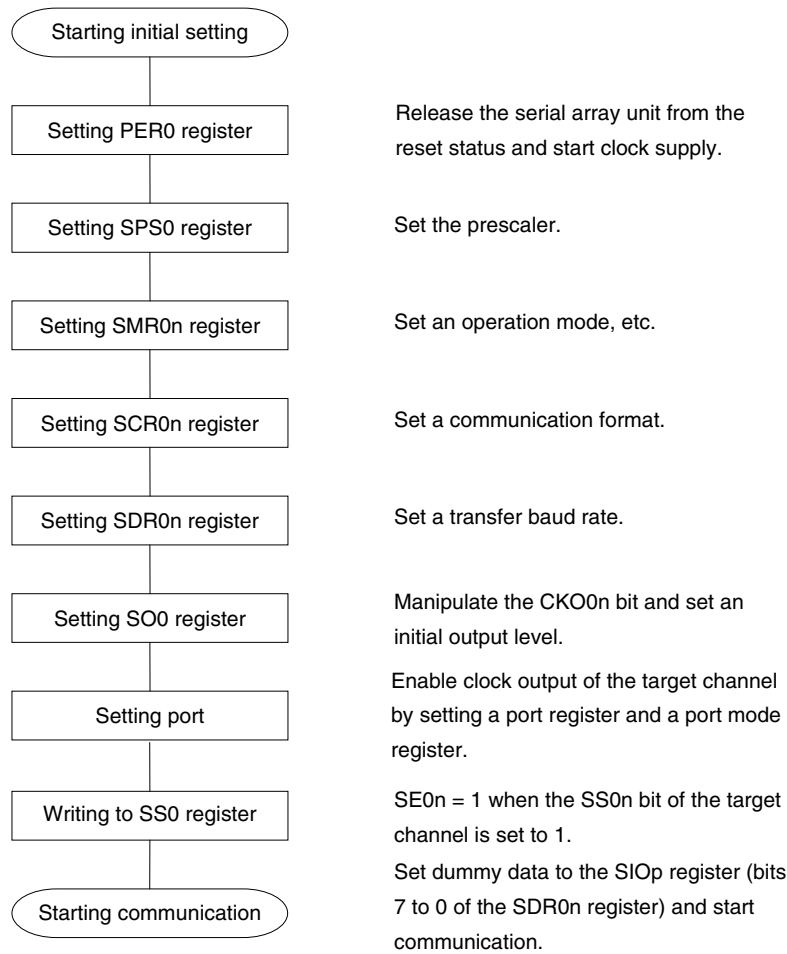 Starting initial setting
Setting PER0 register
Release the serial array unit from the
reset status and start clock supply.
Setting SPS0 register
Set the prescaler.
Setting SMR0n register
Set an operation mode, etc.
Setting SCR0n register
Set a communication format.
Setting SDR0n register
Set a transfer baud rate.
Setting SO0 register
Manipulate the CKO0n bit and set an
initial output level.
Setting port
Enable clock output of the target channel
by setting a port register and a port mode
register.
Writing to SS0 register
SE0n = 1 when the SS0n bit of the target
channel is set to 1.
Starting communication
Set dummy data to the SIOp register (bits
7 to 0 of the SDR0n register) and start
communication.